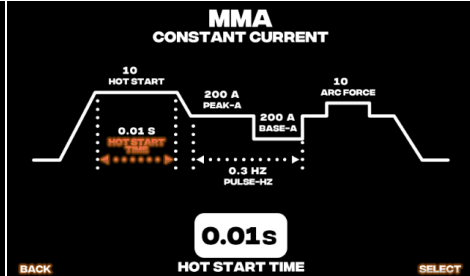 MMA
CONSTANT CURRENT
10
HOT START
200 A
PEAK-A
10
ARC FORCE
200 A
BASE-A
0.01 S
HOT START
TIME
0.3 HZ
PULSE-HZ
0.01s
HOT START TIME
BACK
SELECT